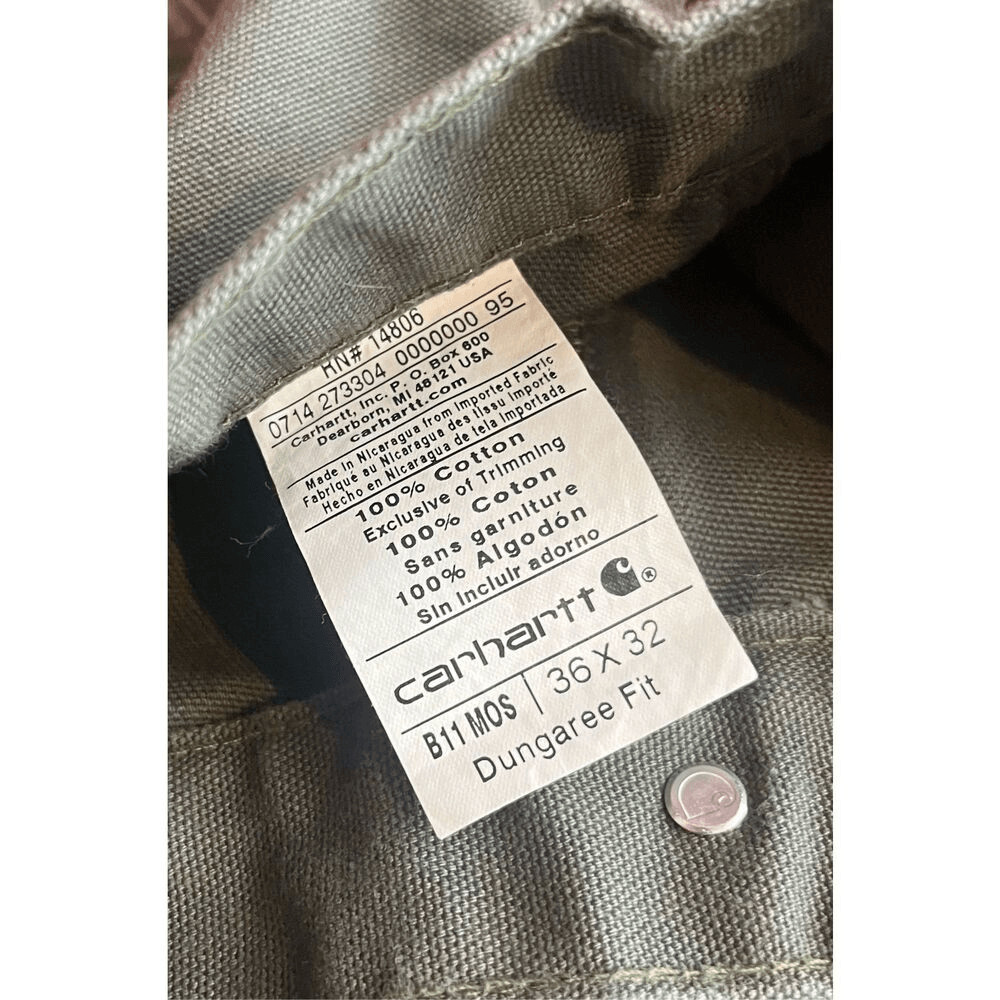 RN# 14806
0714 273304 0000000 95
Carhartt, Inc. P. O. Box 600
Dearborn, MI 48121 USA
carhartt.com
Made in Nicaragua from Imported Fabric
Fabriqué au Nicaragua des tissu Importé
Hecho en Nicaragua de tela Importada
100% Cotton
Exclusive of Trimming
100% Coton
Sans garniture
100% Algodón
Sin Incluir adorno
carhartt ®
B11 MOS 36 X 32
Dungaree Fit